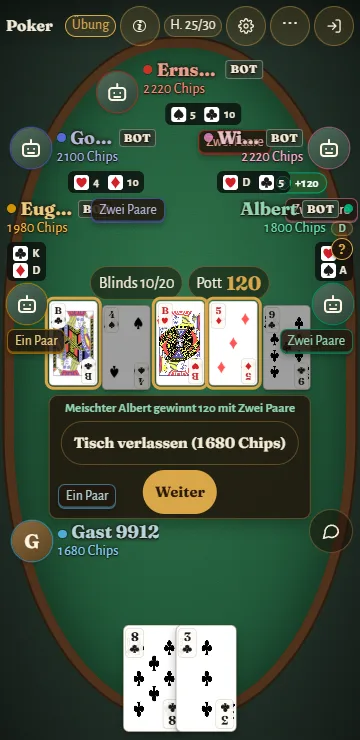 Poker Übung H. 25/30
Erns... BOT
2220 Chips
5 10
Go... BOT
2100 Chips
Wi... BOT
2220 Chips
4 10
D 5 +120
Eug...
1980 Chips
Zwei Paare
Albert BOT
1800 Chips D
?
K
D
A
Blinds 10/20 Pott 120
B 4 B 5 9
Ein Paar
Zwei Paare
Meischter Albert gewinnt 120 mit Zwei Paare
Tisch verlassen (1680 Chips)
Ein Paar
Weiter
G Gast 9912
1680 Chips
8 3
8 3